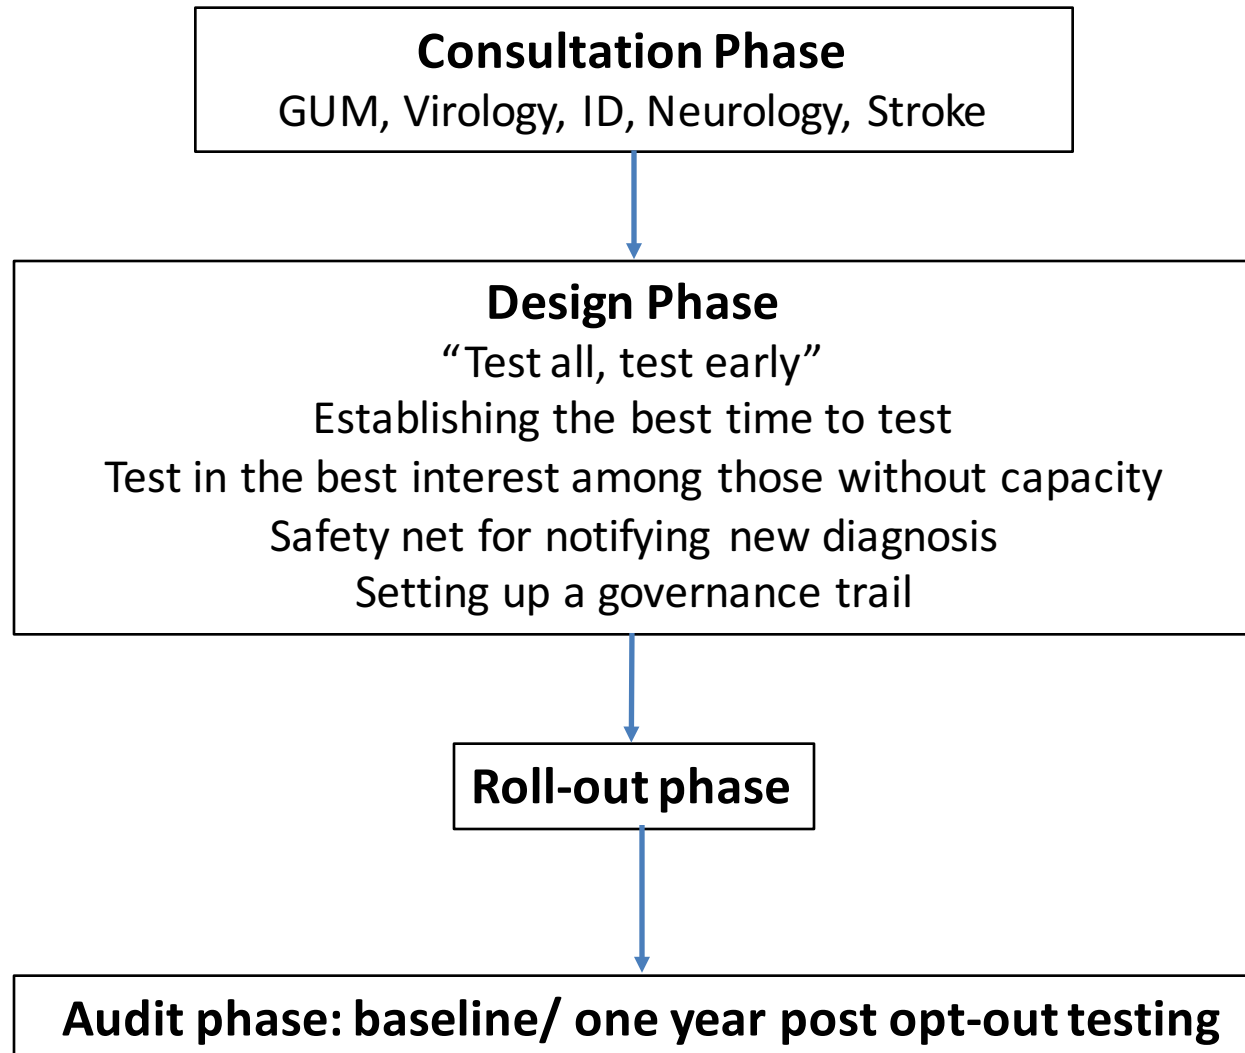 Consultation Phase
GUM, Virology, ID, Neurology, Stroke
Design Phase
“Test all, test early”
Establishing the best time to test
Test in the best interest among those without capacity
Safety net for notifying new diagnosis
Setting up a governance trail
Roll-out phase
Audit phase: baseline/ one year post opt-out testing